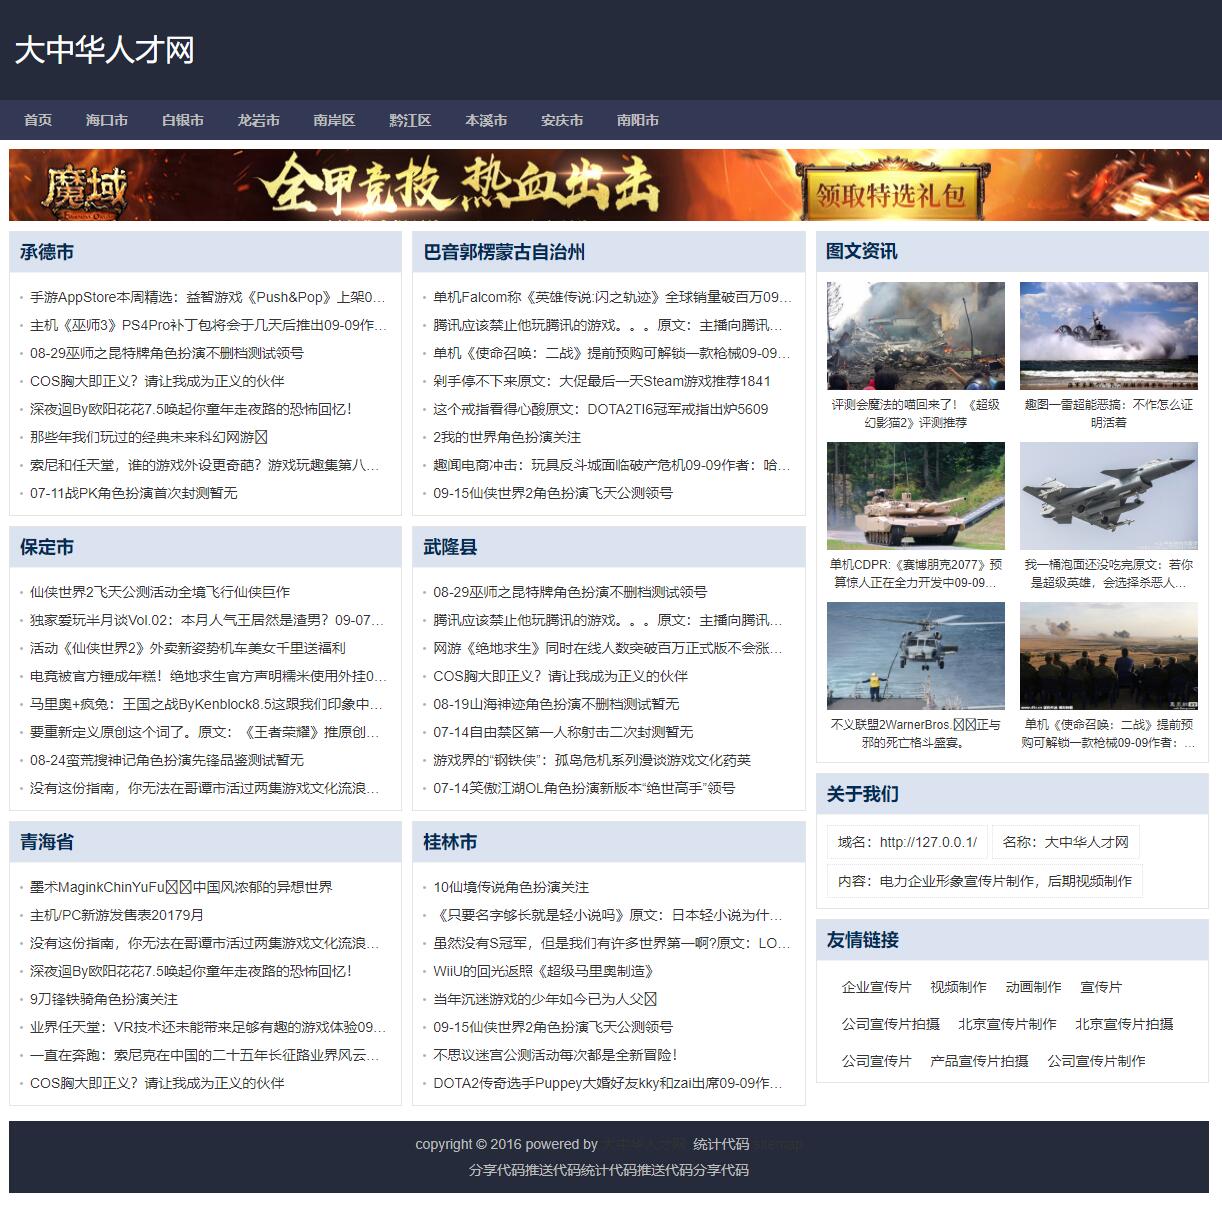 大中华人才网
首页 海口市 白银市 龙岩市 南岸区 黔江区 本溪市 安庆市 南阳市
魔域 全甲竞技 热血出击 领取特选礼包
承德市
手游AppStore本周精选：益智游戏《Push&Pop》上架0…
主机《巫师3》PS4Pro补丁包将会于几天后推出09-09作…
08-29巫师之昆特牌角色扮演不删档测试领号
COS胸大即正义？请让我成为正义的伙伴
深夜迴By欧阳花花7.5唤起你童年走夜路的恐怖回忆！
那些年我们玩过的经典未来科幻网游
索尼和任天堂，谁的游戏外设更奇葩？游戏玩趣集第八…
07-11战PK角色扮演首次封测暂无
巴音郭楞蒙古自治州
单机Falcom称《英雄传说:闪之轨迹》全球销量破百万09…
腾讯应该禁止他玩腾讯的游戏。。。原文：主播向腾讯…
单机《使命召唤：二战》提前预购可解锁一款枪械09-09…
剁手停不下来原文：大促最后一天Steam游戏推荐1841
这个戒指看得心酸原文：DOTA2TI6冠军戒指出炉5609
2我的世界角色扮演关注
趣闻电商冲击：玩具反斗城面临破产危机09-09作者：哈…
09-15仙侠世界2角色扮演飞天公测领号
保定市
仙侠世界2飞天公测活动全境飞行仙侠巨作
独家爱玩半月谈Vol.02：本月人气王居然是渣男？09-07…
活动《仙侠世界2》外卖新姿势机车美女千里送福利
电竞被官方锤成年糕！绝地求生官方声明糯米使用外挂0…
马里奥+疯兔：王国之战ByKenblock8.5这跟我们印象中…
要重新定义原创这个词了。原文：《王者荣耀》推原创…
08-24蛮荒搜神记角色扮演先锋品鉴测试暂无
没有这份指南，你无法在哥谭市活过两集游戏文化流浪…
武隆县
08-29巫师之昆特牌角色扮演不删档测试领号
腾讯应该禁止他玩腾讯的游戏。。。原文：主播向腾讯…
网游《绝地求生》同时在线人数突破百万正式版不会涨…
COS胸大即正义？请让我成为正义的伙伴
08-19山海神迹角色扮演不删档测试暂无
07-14自由禁区第一人称射击二次封测暂无
游戏界的“钢铁侠”：孤岛危机系列漫谈游戏文化药荚
07-14笑傲江湖OL角色扮演新版本“绝世高手”领号
青海省
墨术MaginkChinYuFu中国风浓郁的异想世界
主机/PC新游发售表20179月
没有这份指南，你无法在哥谭市活过两集游戏文化流浪…
深夜迴By欧阳花花7.5唤起你童年走夜路的恐怖回忆！
9刀锋铁骑角色扮演关注
业界任天堂：VR技术还未能带来足够有趣的游戏体验09…
一直在奔跑：索尼克在中国的二十五年长征路业界风云…
COS胸大即正义？请让我成为正义的伙伴
桂林市
10仙境传说角色扮演关注
《只要名字够长就是轻小说吗》原文：日本轻小说为什…
虽然没有S冠军，但是我们有许多世界第一啊?原文：LO…
WiiU的回光返照《超级马里奥制造》
当年沉迷游戏的少年如今已为人父
09-15仙侠世界2角色扮演飞天公测领号
不思议迷宫公测活动每次都是全新冒险！
DOTA2传奇选手Puppey大婚好友kky和zai出席09-09作…
图文资讯
评测会魔法的喵回来了！《超级
幻影猫2》评测推荐
趣图一雷超能恶搞：不作怎么证
明活着
单机CDPR:《赛博朋克2077》预
算惊人正在全力开发中09-09…
我一桶泡面还没吃完原文：若你
是超级英雄，会选择杀恶人…
不义联盟2WarnerBros.正与
邪的死亡格斗盛宴。
单机《使命召唤：二战》提前预
购可解锁一款枪械09-09作者：…
关于我们
域名：http://127.0.0.1/ 名称：大中华人才网
内容：电力企业形象宣传片制作，后期视频制作
友情链接
企业宣传片 视频制作 动画制作 宣传片
公司宣传片拍摄 北京宣传片制作 北京宣传片拍摄
公司宣传片 产品宣传片拍摄 公司宣传片制作
copyright © 2016 powered by 大中华人才网 统计代码 sitemap
分享代码推送代码统计代码推送代码分享代码